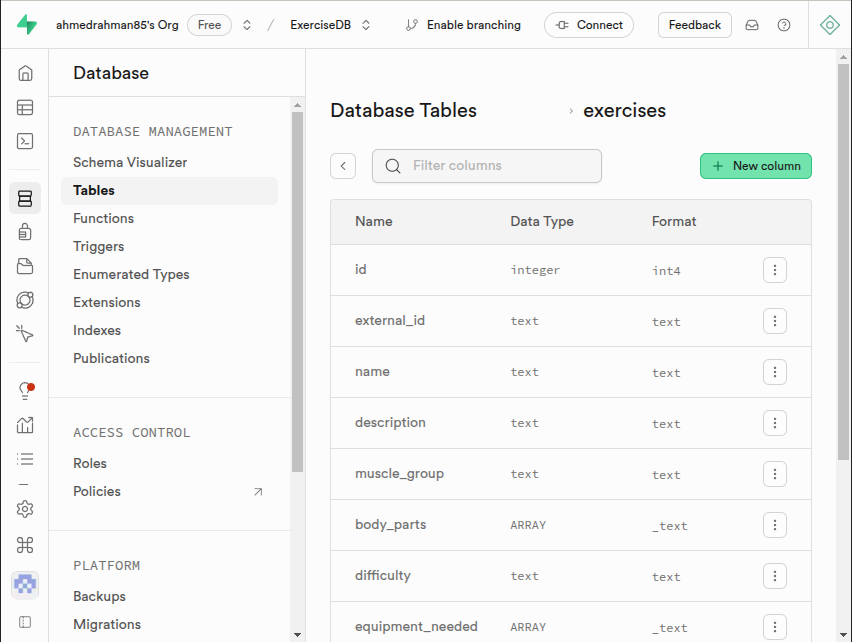 ahmedrahman85's Org Free / ExerciseDB Enable branching Connect Feedback
Database
DATABASE MANAGEMENT
Schema Visualizer
Tables
Functions
Triggers
Enumerated Types
Extensions
Indexes
Publications
ACCESS CONTROL
Roles
Policies
PLATFORM
Backups
Migrations
Database Tables › exercises
Filter columns
+ New column
Name Data Type Format
id integer int4
external_id text text
name text text
description text text
muscle_group text text
body_parts ARRAY _text
difficulty text text
equipment_needed ARRAY _text